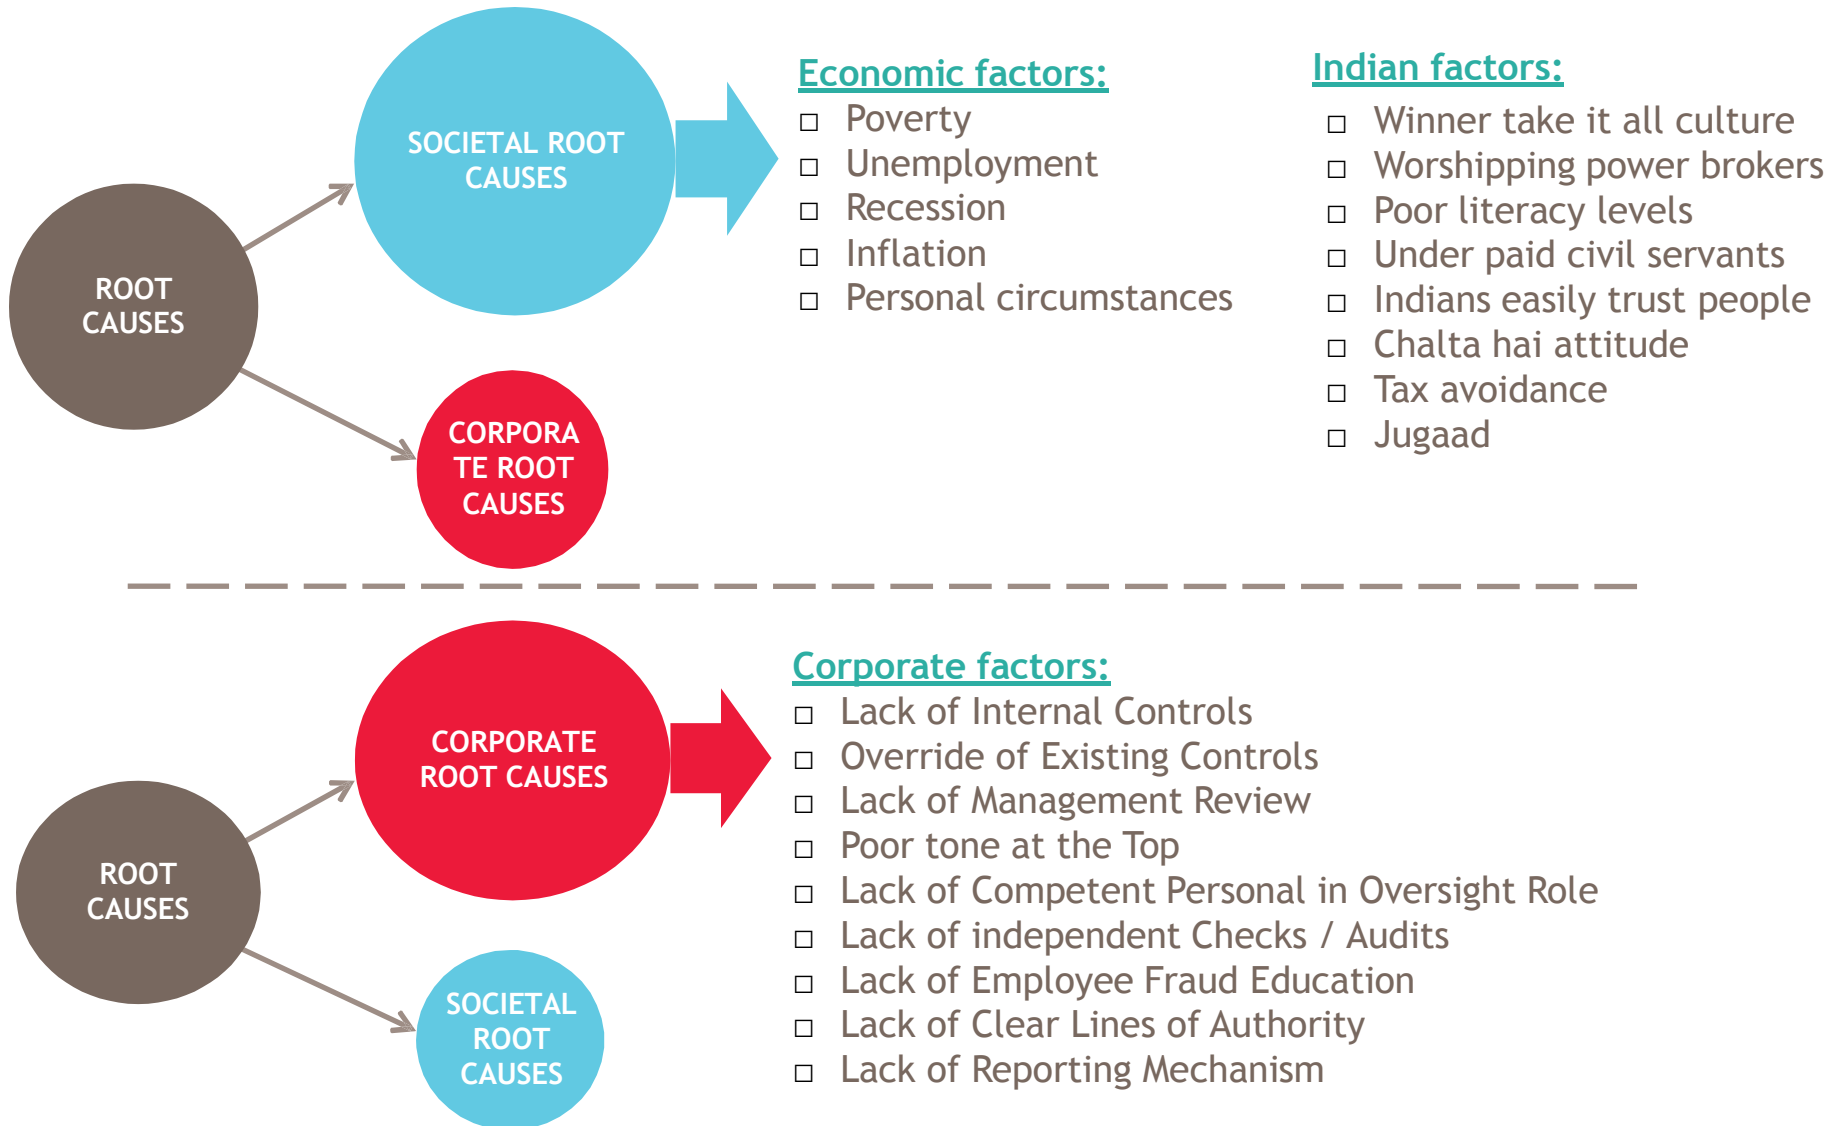 ROOT
CAUSES
SOCIETAL ROOT
CAUSES
CORPORA
TE ROOT
CAUSES
Economic factors:
□ Poverty
□ Unemployment
□ Recession
□ Inflation
□ Personal circumstances
Indian factors:
□ Winner take it all culture
□ Worshipping power brokers
□ Poor literacy levels
□ Under paid civil servants
□ Indians easily trust people
□ Chalta hai attitude
□ Tax avoidance
□ Jugaad
ROOT
CAUSES
CORPORATE
ROOT CAUSES
SOCIETAL
ROOT
CAUSES
Corporate factors:
□ Lack of Internal Controls
□ Override of Existing Controls
□ Lack of Management Review
□ Poor tone at the Top
□ Lack of Competent Personal in Oversight Role
□ Lack of independent Checks / Audits
□ Lack of Employee Fraud Education
□ Lack of Clear Lines of Authority
□ Lack of Reporting Mechanism